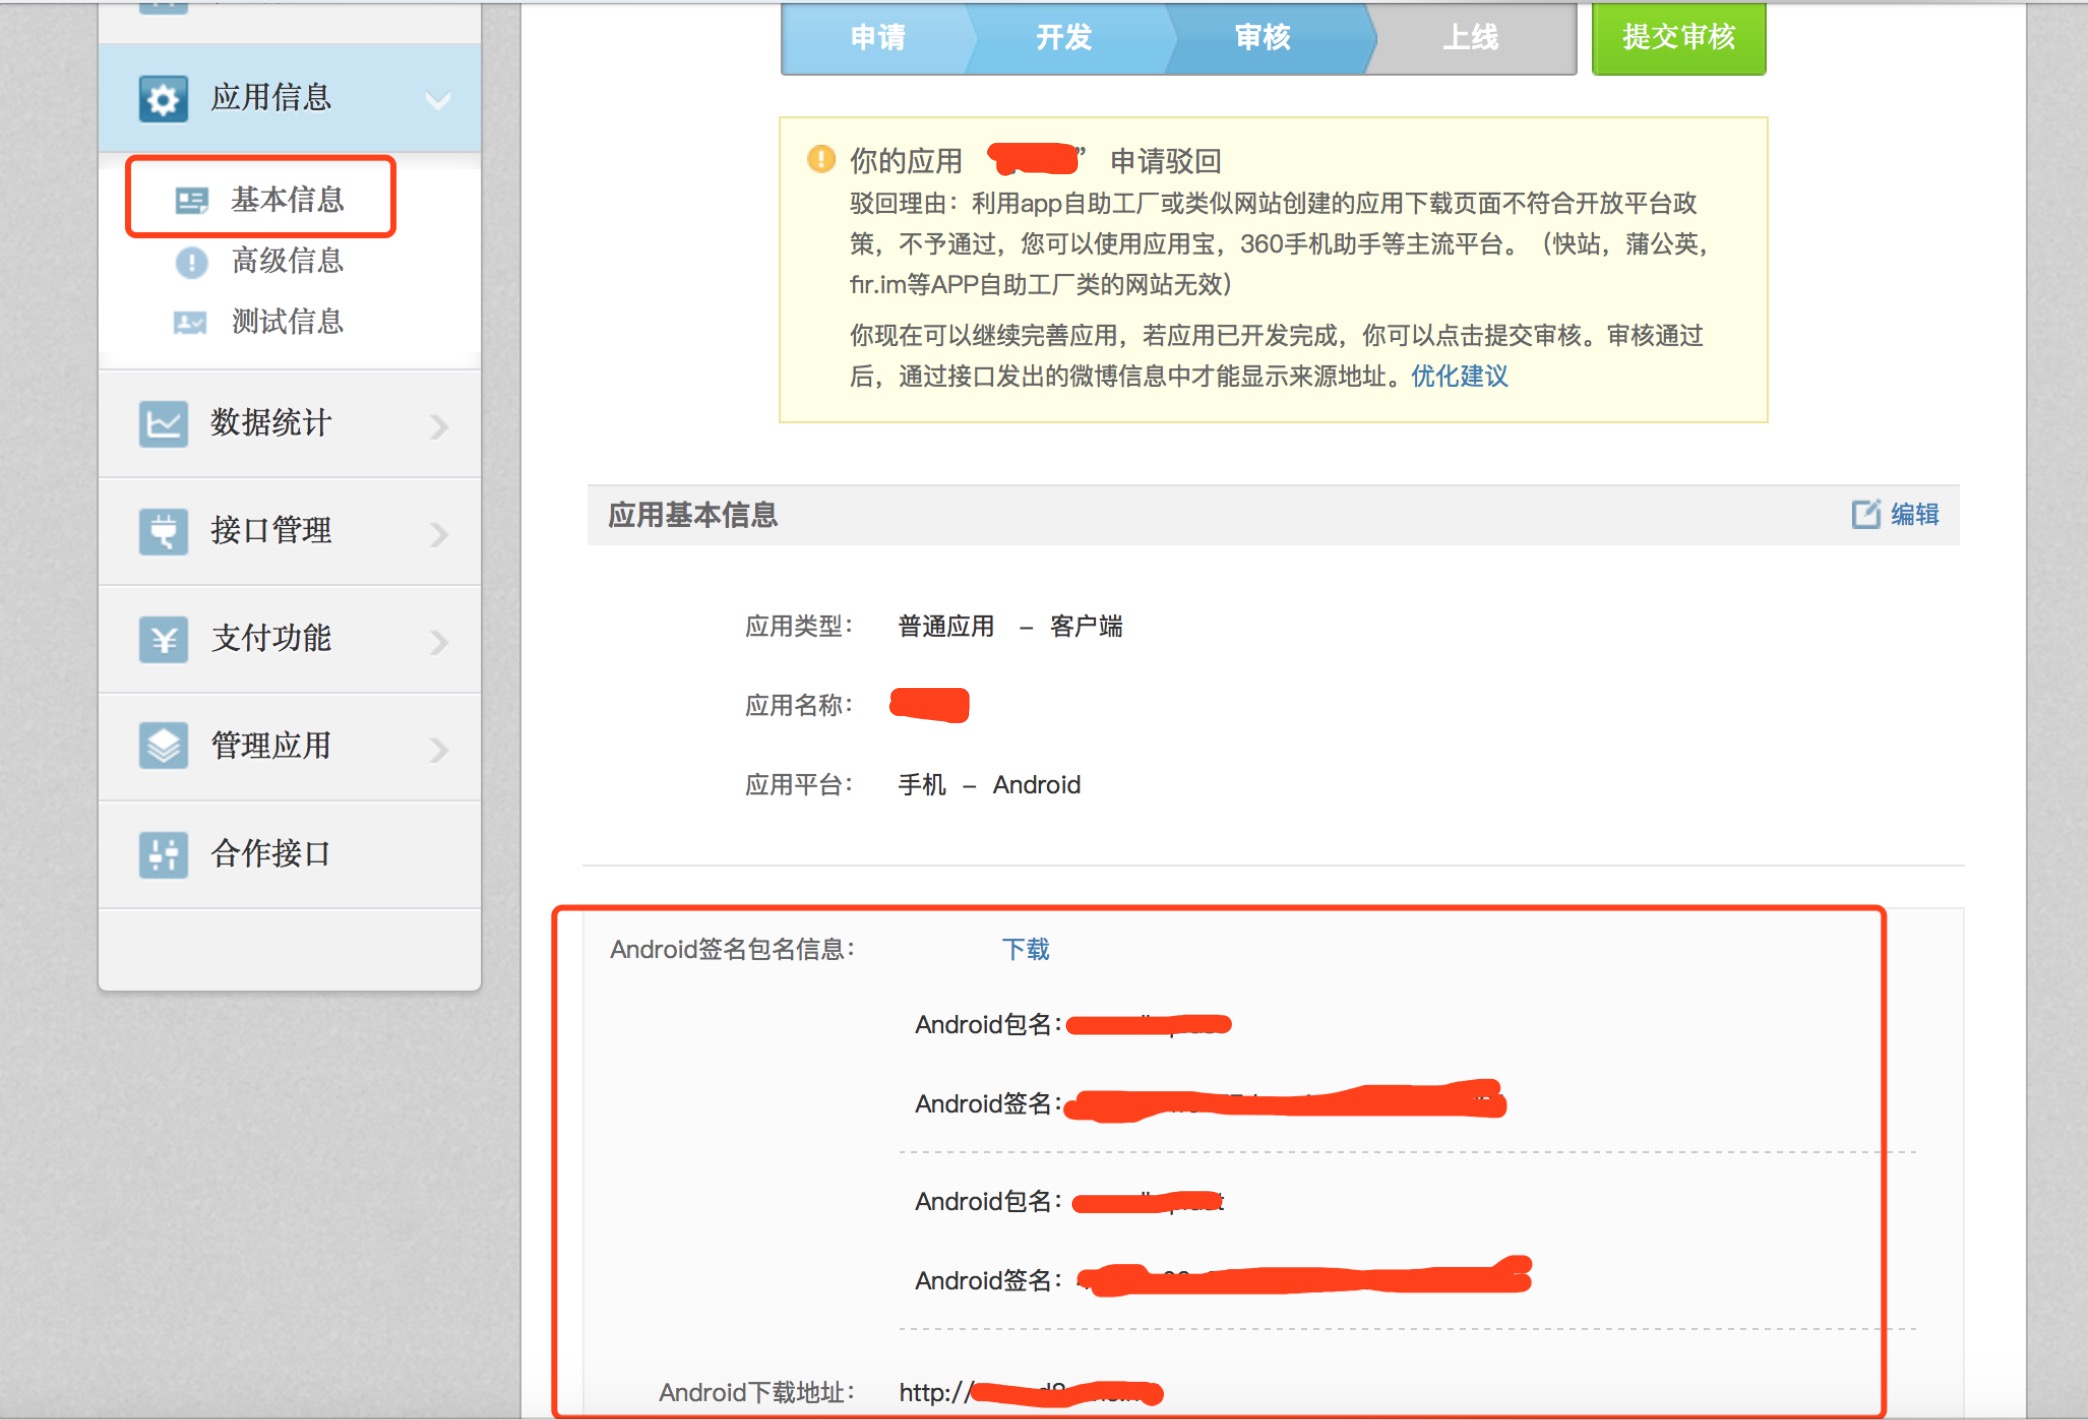 申请
开发
审核
上线
提交审核
应用信息
基本信息
高级信息
测试信息
数据统计
接口管理
支付功能
管理应用
合作接口
你的应用 ” 申请驳回
驳回理由：利用app自助工厂或类似网站创建的应用下载页面不符合开放平台政
策，不予通过，您可以使用应用宝，360手机助手等主流平台。（快站，蒲公英，
fir.im等APP自助工厂类的网站无效）
你现在可以继续完善应用，若应用已开发完成，你可以点击提交审核。审核通过
后，通过接口发出的微博信息中才能显示来源地址。优化建议
应用基本信息
编辑
应用类型： 普通应用 – 客户端
应用名称：
应用平台： 手机 – Android
Android签名包名信息： 下载
Android包名：
Android签名：
Android包名：
Android签名：
Android下载地址： http://